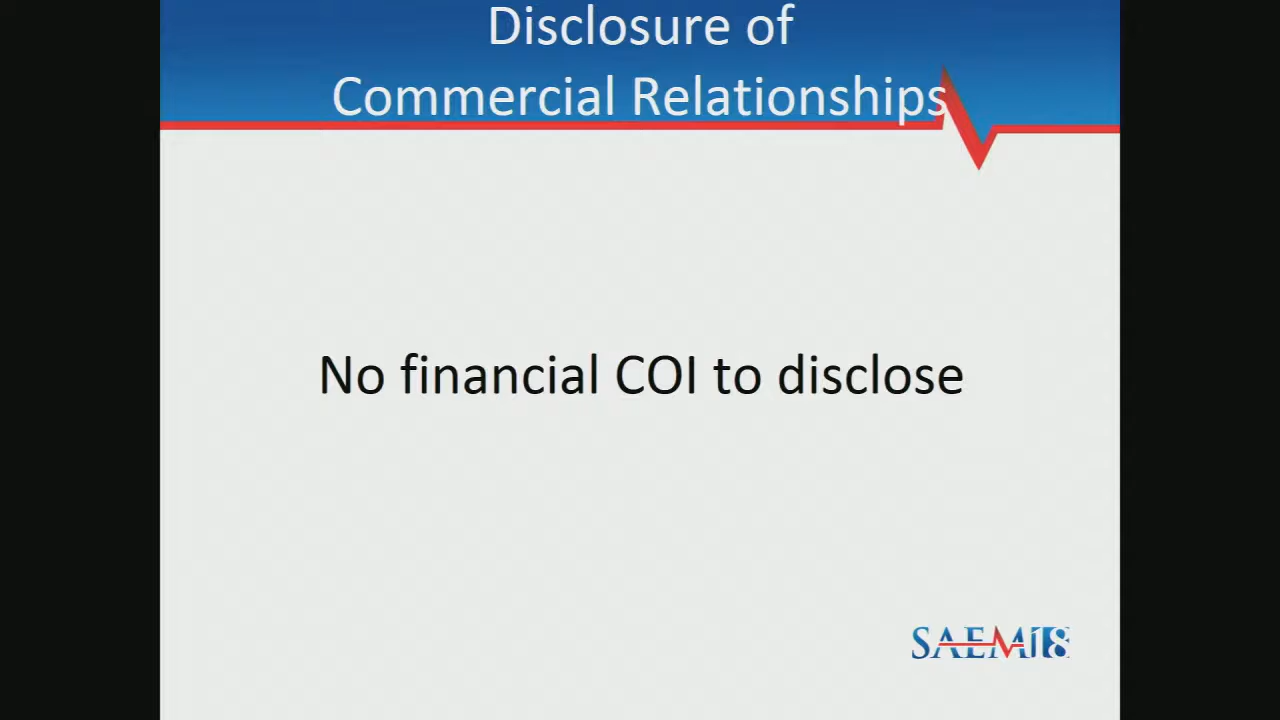 Disclosure of
Commercial Relationships
No financial COI to disclose
SAEM18